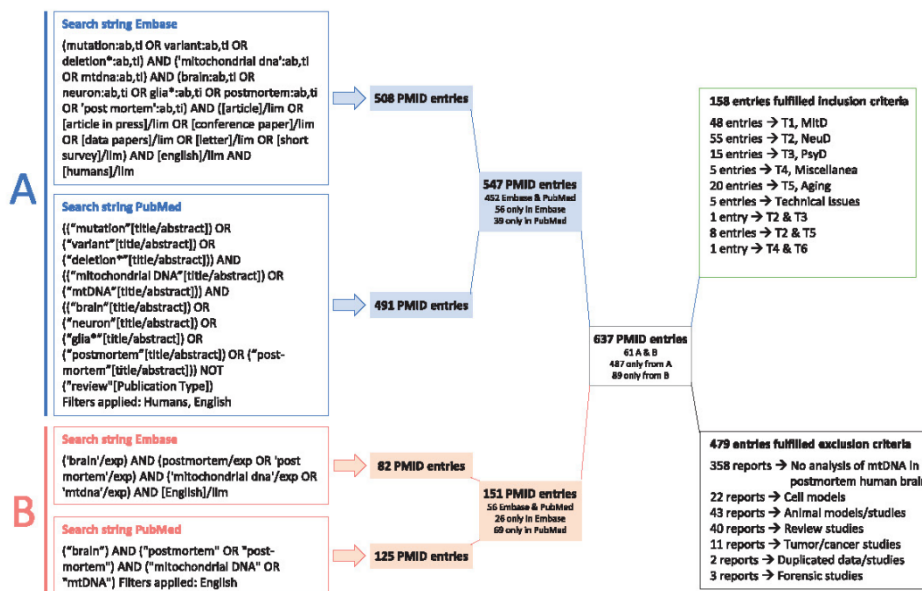 A
Search string Embase
(mutation:ab,ti OR variant:ab,ti OR
deletion*:ab,ti) AND ('mitochondrial dna':ab,ti
OR mtdna:ab,ti) AND (brain:ab,ti OR
neuron:ab,ti OR glia*:ab,ti OR postmortem:ab,ti
OR 'post mortem':ab,ti) AND ([article]/lim OR
[article in press]/lim OR [conference paper]/lim
OR [data papers]/lim OR [letter]/lim OR [short
survey]/lim) AND [english]/lim AND
[humans]/lim
508 PMID entries
Search string PubMed
(("mutation"[title/abstract]) OR
("variant"[title/abstract]) OR
("deletion*"[title/abstract])) AND
(("mitochondrial DNA"[title/abstract]) OR
("mtDNA"[title/abstract])) AND
(("brain"[title/abstract]) OR
("neuron"[title/abstract]) OR
("glia*"[title/abstract]) OR
("postmortem"[title/abstract]) OR ("post-
mortem"[title/abstract])) NOT
("review"[Publication Type])
Filters applied: Humans, English
491 PMID entries
547 PMID entries
452 Embase & PubMed
56 only in Embase
39 only in PubMed
B
Search string Embase
('brain'/exp) AND (postmortem/exp OR 'post
mortem'/exp) AND ('mitochondrial dna'/exp OR
'mtdna'/exp) AND [English]/lim
82 PMID entries
Search string PubMed
("brain") AND ("postmortem" OR "post-
mortem") AND ("mitochondrial DNA" OR
"mtDNA") Filters applied: English
125 PMID entries
151 PMID entries
56 Embase & PubMed
26 only in Embase
69 only in PubMed
637 PMID entries
61 A & B
487 only from A
89 only from B
158 entries fulfilled inclusion criteria
48 entries → T1, MitD
55 entries → T2, NeuD
15 entries → T3, PsyD
5 entries → T4, Miscellanea
20 entries → T5, Aging
5 entries → Technical issues
1 entry → T2 & T3
8 entries → T2 & T5
1 entry → T4 & T6
479 entries fulfilled exclusion criteria
358 reports → No analysis of mtDNA in
postmortem human brain
22 reports → Cell models
43 reports → Animal models/studies
40 reports → Review studies
11 reports → Tumor/cancer studies
2 reports → Duplicated data/studies
3 reports → Forensic studies